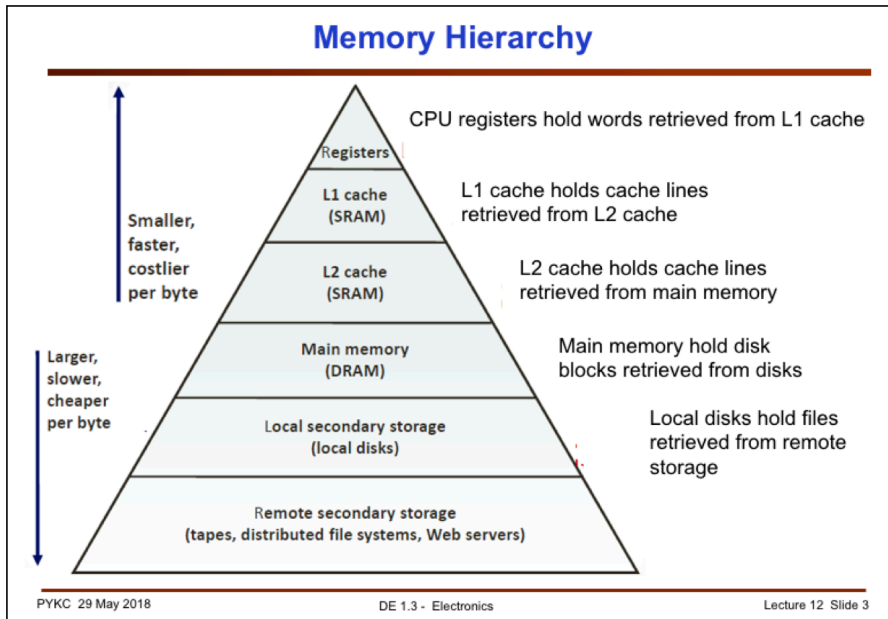 Memory Hierarchy
CPU registers hold words retrieved from L1 cache
Registers
L1 cache
(SRAM)
L1 cache holds cache lines
retrieved from L2 cache
Smaller,
faster,
costlier
per byte
L2 cache
(SRAM)
L2 cache holds cache lines
retrieved from main memory
Larger,
slower,
cheaper
per byte
Main memory
(DRAM)
Main memory hold disk
blocks retrieved from disks
Local secondary storage
(local disks)
Local disks hold files
retrieved from remote
storage
Remote secondary storage
(tapes, distributed file systems, Web servers)
PYKC 29 May 2018
DE 1.3 - Electronics
Lecture 12 Slide 3